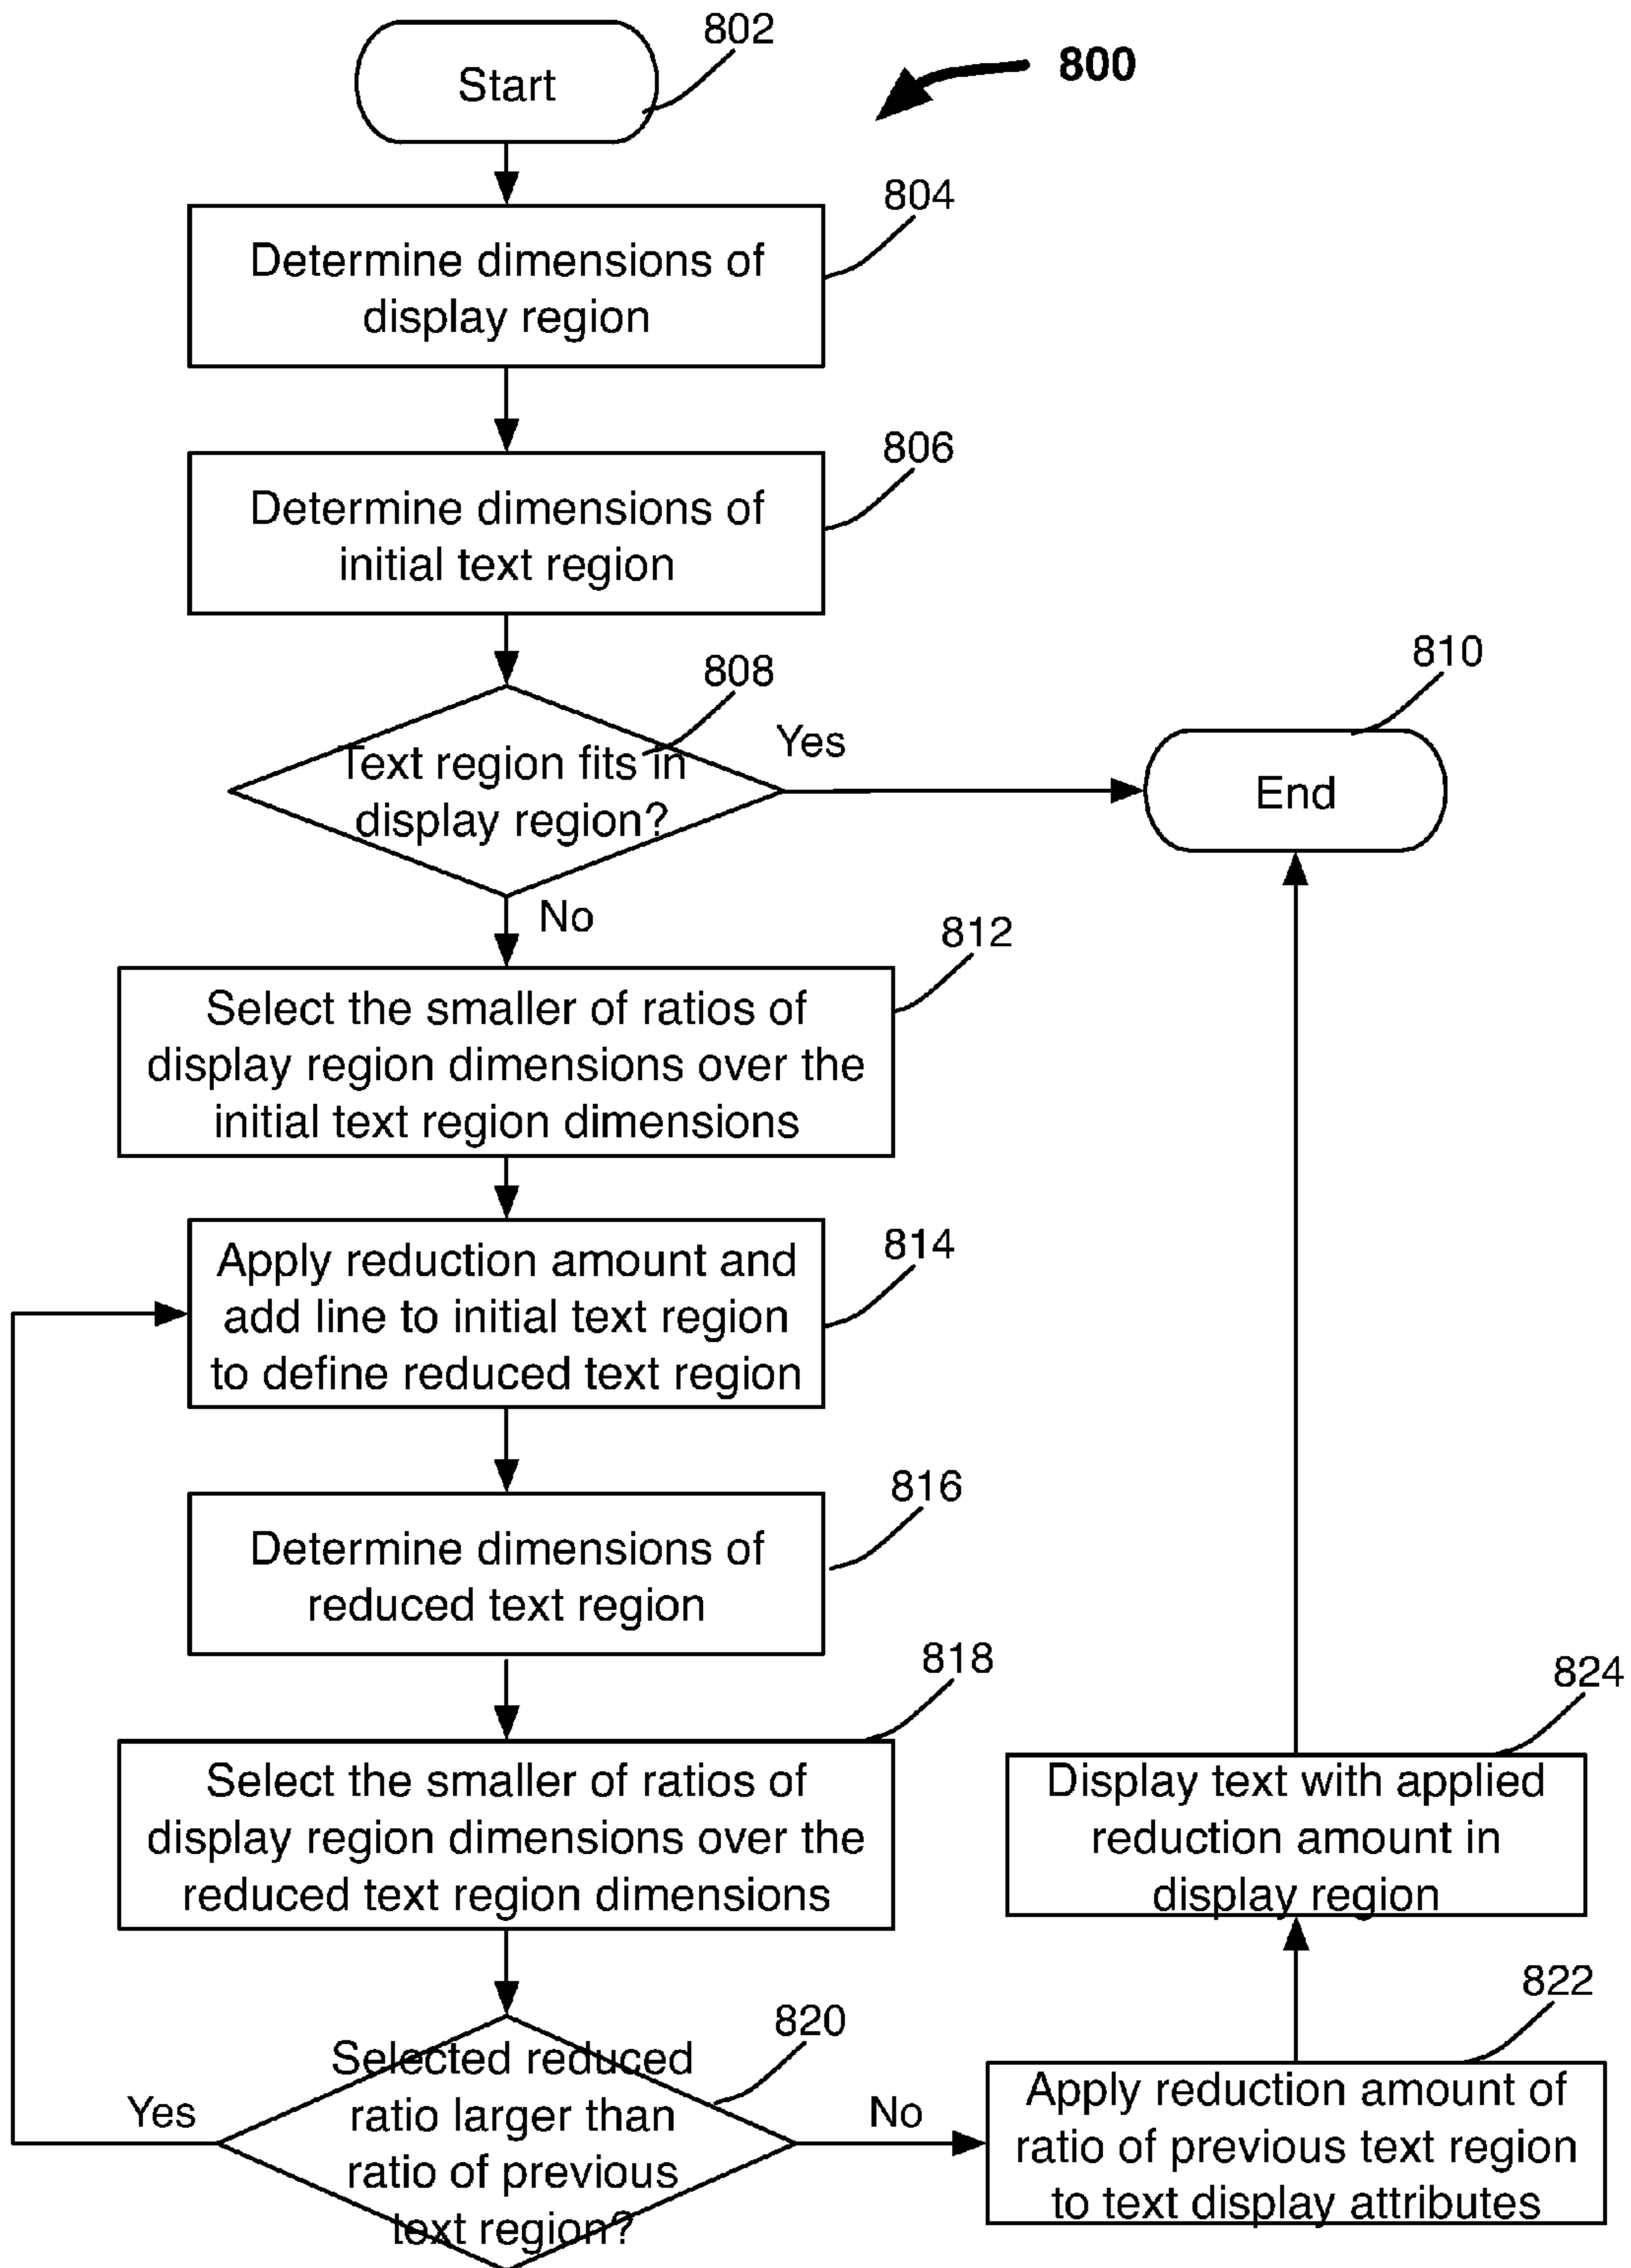 802
800
Start
804
Determine dimensions of
display region
806
Determine dimensions of
initial text region
808
810
Text region fits in
display region?
Yes
End
No
812
Select the smaller of ratios of
display region dimensions over the
initial text region dimensions
814
Apply reduction amount and
add line to initial text region
to define reduced text region
816
Determine dimensions of
reduced text region
818
Select the smaller of ratios of
display region dimensions over the
reduced text region dimensions
824
Display text with applied
reduction amount in
display region
820
Selected reduced
ratio larger than
ratio of previous
text region?
Yes
No
822
Apply reduction amount of
ratio of previous text region
to text display attributes